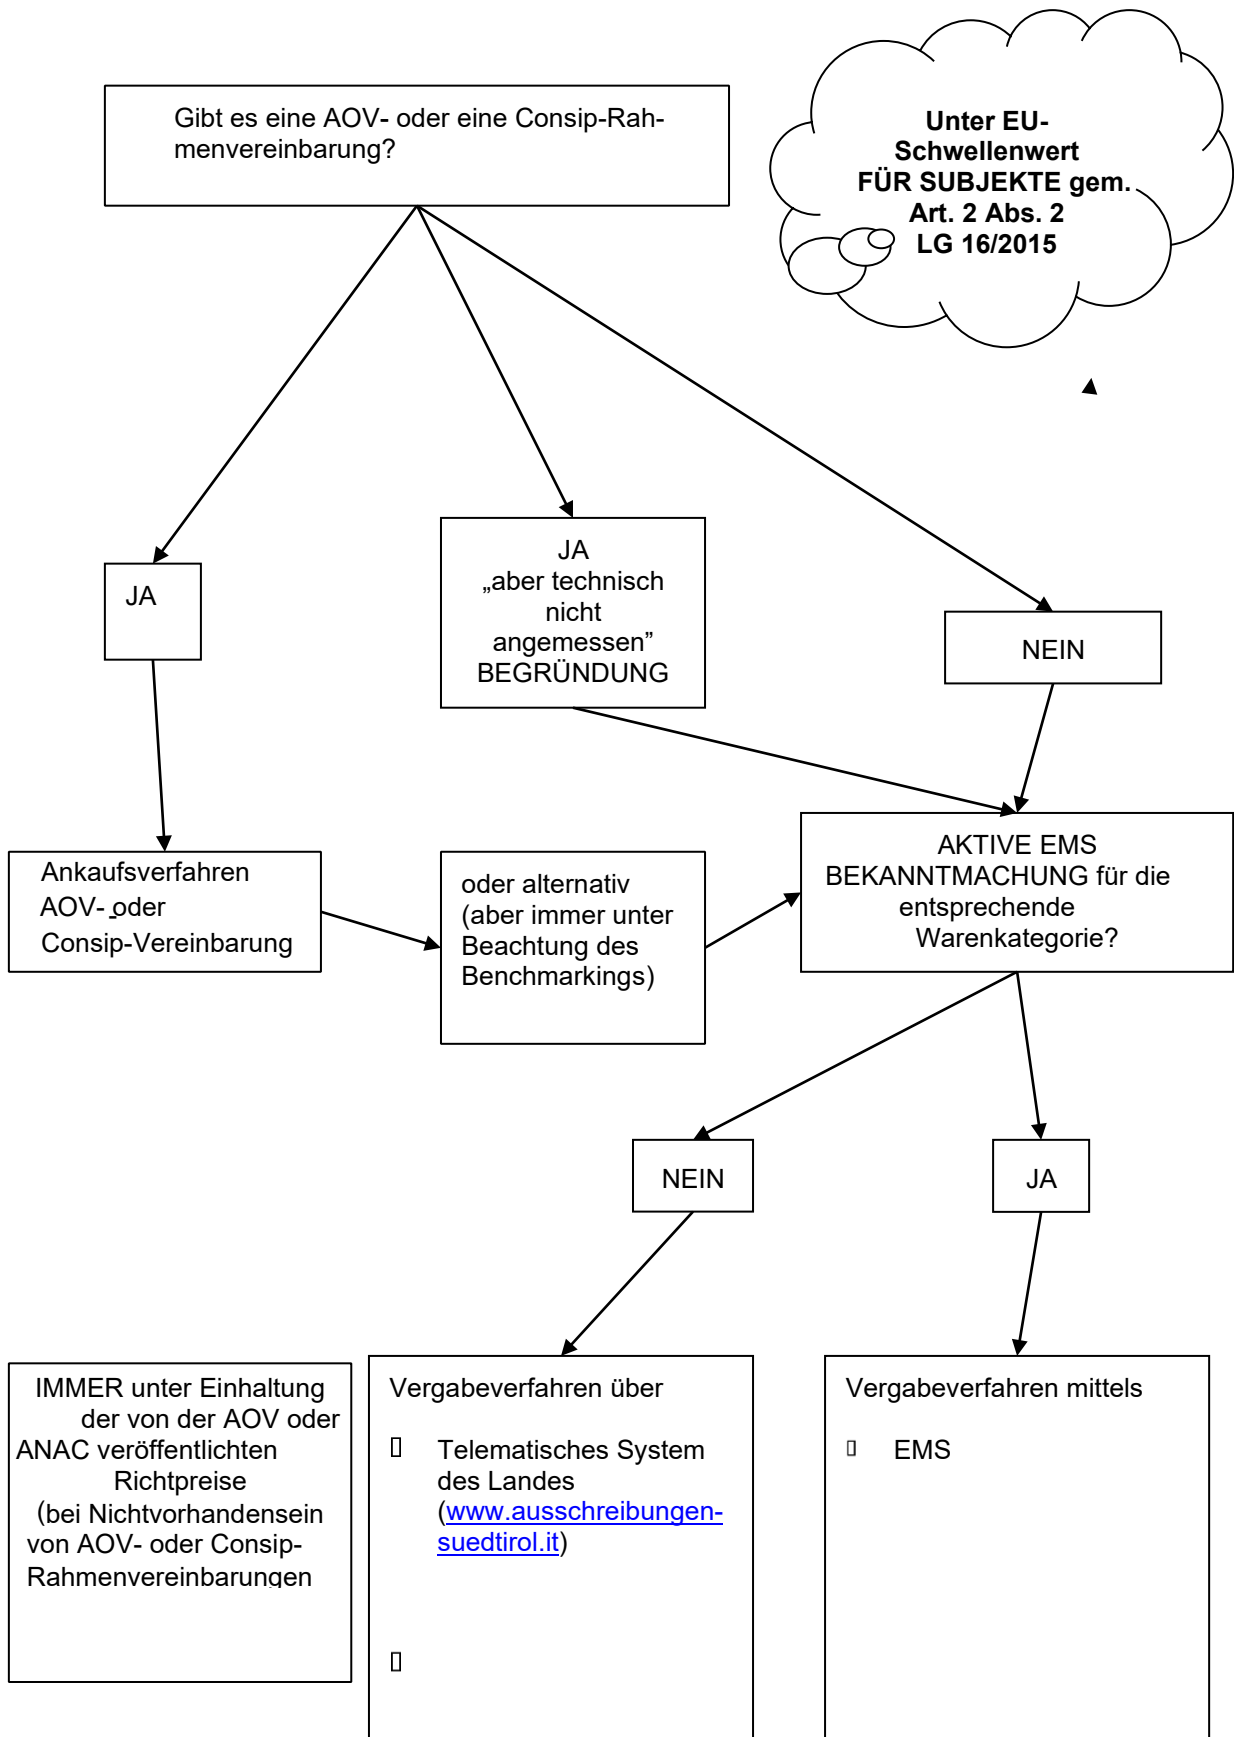 Gibt es eine AOV- oder eine Consip-Rah-
menvereinbarung?
Unter EU-
Schwellenwert
FÜR SUBJEKTE gem.
Art. 2 Abs. 2
LG 16/2015
JA
JA
„aber technisch
nicht
angemessen”
BEGRÜNDUNG
NEIN
Ankaufsverfahren
AOV- oder
Consip-Vereinbarung
oder alternativ
(aber immer unter
Beachtung des
Benchmarkings)
AKTIVE EMS
BEKANNTMACHUNG für die
entsprechende
Warenkategorie?
NEIN
JA
IMMER unter Einhaltung
der von der AOV oder
ANAC veröffentlichten
Richtpreise
(bei Nichtvorhandensein
von AOV- oder Consip-
Rahmenvereinbarungen
Vergabeverfahren über
Telematisches System
des Landes
(www.ausschreibungen-
suedtirol.it)
Vergabeverfahren mittels
EMS